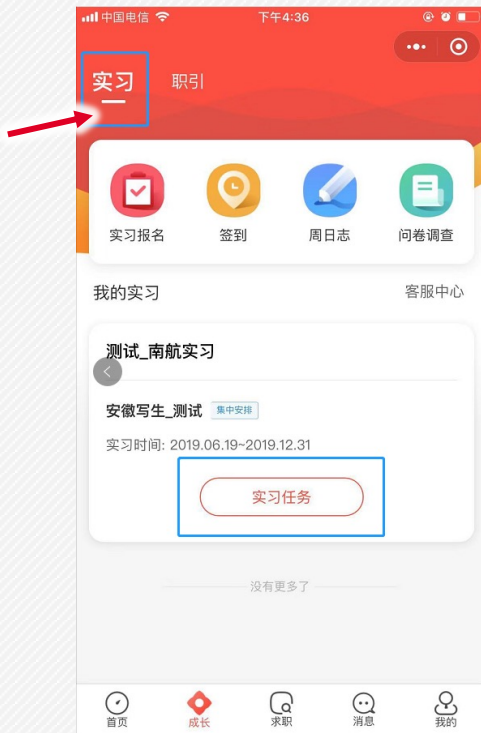 中国电信 下午4:36
实习 职引
实习报名 签到 周日志 问卷调查
我的实习 客服中心
测试_南航实习
安徽写生_测试 集中安排
实习时间: 2019.06.19~2019.12.31
实习任务
没有更多了
首页 成长 求职 消息 我的